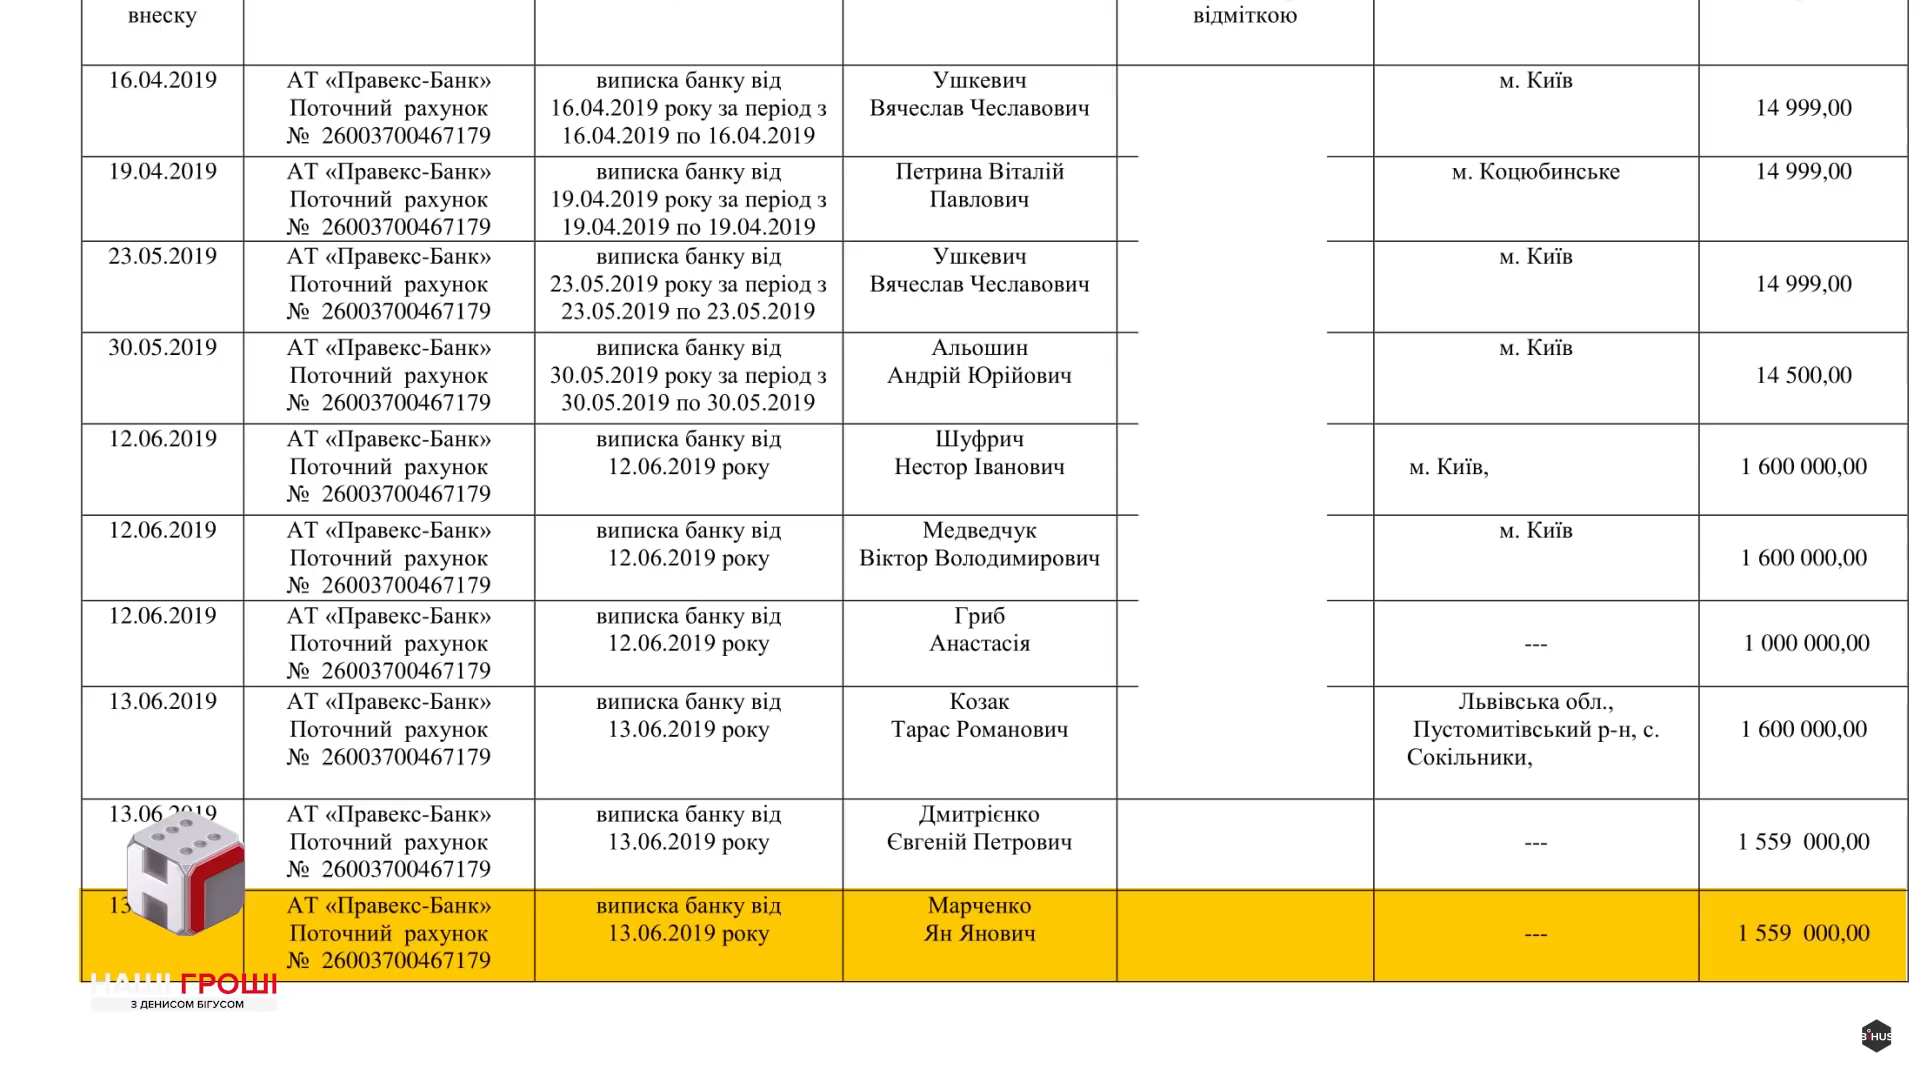 внеску
відміткою
16.04.2019
АТ «Правекс-Банк»
Поточний рахунок
№ 26003700467179
виписка банку від
16.04.2019 року за період з
16.04.2019 по 16.04.2019
Ушкевич
Вячеслав Чеславович
м. Київ
14 999,00
19.04.2019
АТ «Правекс-Банк»
Поточний рахунок
№ 26003700467179
виписка банку від
19.04.2019 року за період з
19.04.2019 по 19.04.2019
Петрина Віталій
Павлович
м. Коцюбинське
14 999,00
23.05.2019
АТ «Правекс-Банк»
Поточний рахунок
№ 26003700467179
виписка банку від
23.05.2019 року за період з
23.05.2019 по 23.05.2019
Ушкевич
Вячеслав Чеславович
м. Київ
14 999,00
30.05.2019
АТ «Правекс-Банк»
Поточний рахунок
№ 26003700467179
виписка банку від
30.05.2019 року за період з
30.05.2019 по 30.05.2019
Альошин
Андрій Юрійович
м. Київ
14 500,00
12.06.2019
АТ «Правекс-Банк»
Поточний рахунок
№ 26003700467179
виписка банку від
12.06.2019 року
Шуфрич
Нестор Іванович
м. Київ,
1 600 000,00
12.06.2019
АТ «Правекс-Банк»
Поточний рахунок
№ 26003700467179
виписка банку від
12.06.2019 року
Медведчук
Віктор Володимирович
м. Київ
1 600 000,00
12.06.2019
АТ «Правекс-Банк»
Поточний рахунок
№ 26003700467179
виписка банку від
12.06.2019 року
Гриб
Анастасія
---
1 000 000,00
13.06.2019
АТ «Правекс-Банк»
Поточний рахунок
№ 26003700467179
виписка банку від
13.06.2019 року
Козак
Тарас Романович
Львівська обл.,
Пустомитівський р-н, с.
Сокільники,
1 600 000,00
13.06.2019
АТ «Правекс-Банк»
Поточний рахунок
№ 26003700467179
виписка банку від
13.06.2019 року
Дмитрієнко
Євгеній Петрович
---
1 559 000,00
13
АТ «Правекс-Банк»
Поточний рахунок
№ 26003700467179
виписка банку від
13.06.2019 року
Марченко
Ян Янович
---
1 559 000,00
НАШІ ГРОШІ
З ДЕНИСОМ БІГУСОМ
BIHUS